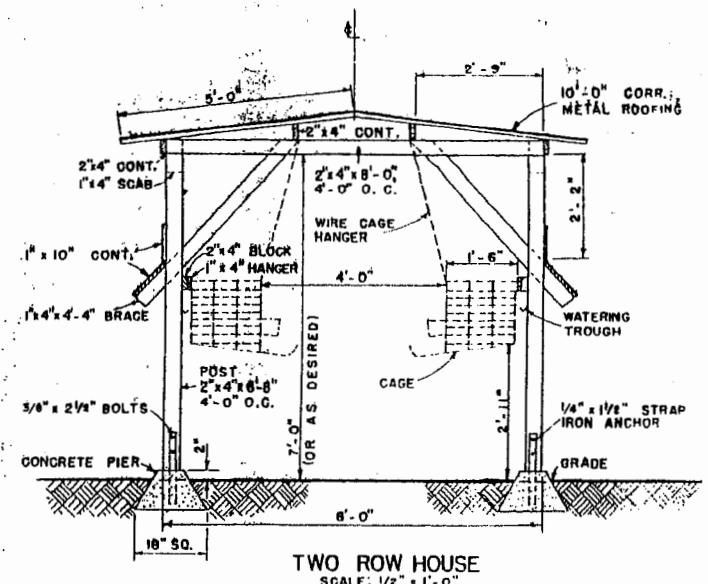 5'-0"
2'-9"
10'-0" CORR.
METAL ROOFING
2"x4" CONT.
2"x4" CONT.
1"x4" SCAB
2"x4"x8'-0"
4'-0" O.C.
2'-2"
WIRE CAGE
HANGER
1" x 10" CONT.
2"x4" BLOCK
1"x4" HANGER
4'-0"
1'-6"
1"x4"x4'-4" BRACE
WATERING
TROUGH
CAGE
POST
2"x4"x6'-8"
4'-0" O.C.
7'-0"
(OR AS DESIRED)
2'-11"
3/8" x 2 1/2" BOLTS
1/4" x 1 1/2" STRAP
IRON ANCHOR
2"
CONCRETE PIER
GRADE
8'-0"
18" SQ.
TWO ROW HOUSE
SCALE: 1/2" = 1'-0"